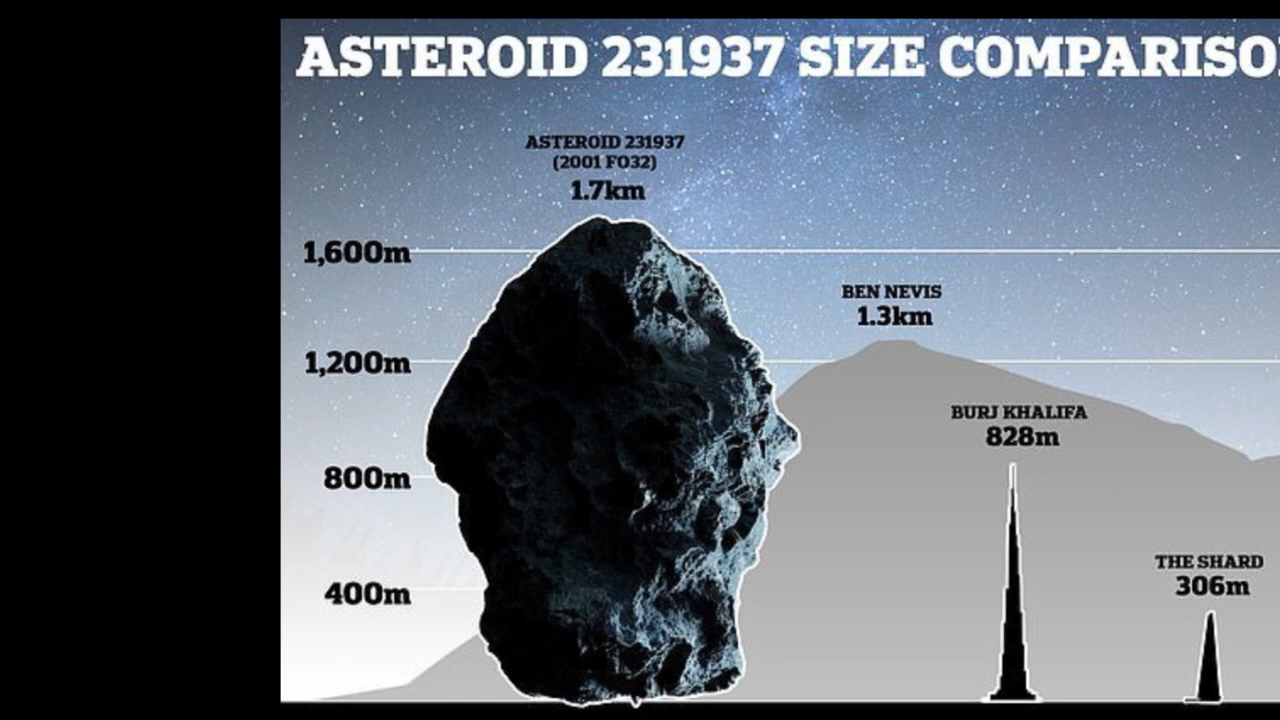 ASTEROID 231937 SIZE COMPARISO
ASTEROID 231937
(2001 FO32)
1.7km
1,600m
BEN NEVIS
1.3km
1,200m
BURJ KHALIFA
828m
800m
THE SHARD
306m
400m